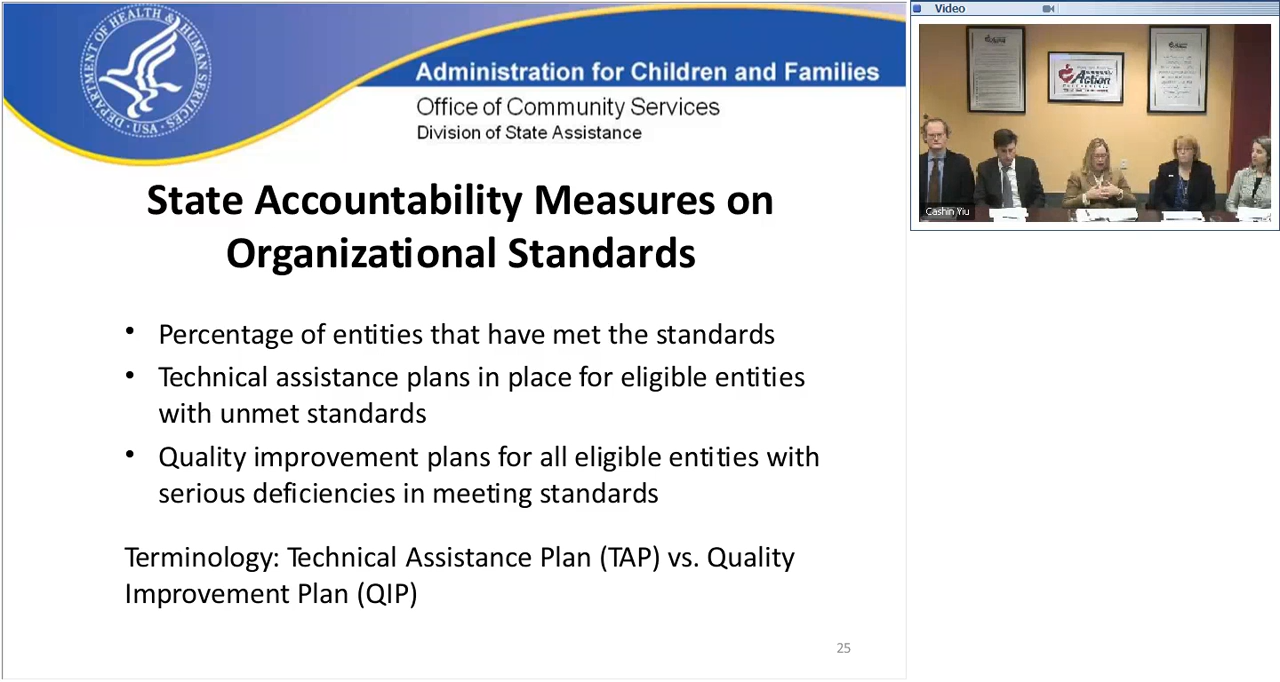 DEPARTMENT OF HEALTH & HUMAN SERVICES · USA
Administration for Children and Families
Office of Community Services
Division of State Assistance
State Accountability Measures on
Organizational Standards
• Percentage of entities that have met the standards
• Technical assistance plans in place for eligible entities
with unmet standards
• Quality improvement plans for all eligible entities with
serious deficiencies in meeting standards
Terminology: Technical Assistance Plan (TAP) vs. Quality
Improvement Plan (QIP)
25
Video
Action
Cashin Yiu